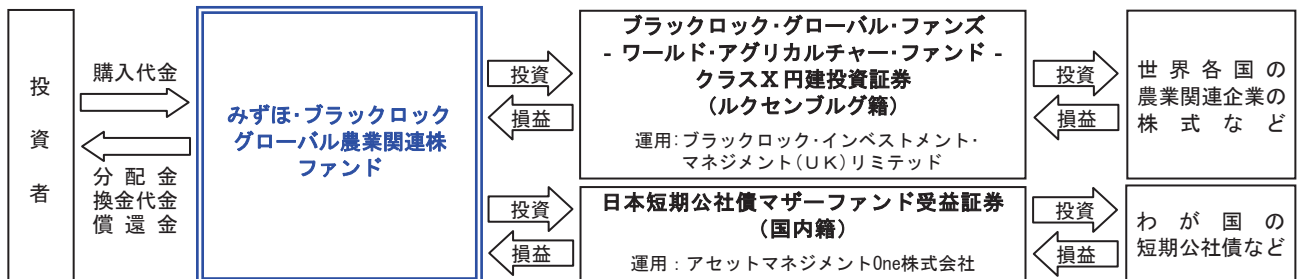 投資者
購入代金
分配金
換金代金
償還金
みずほ・ブラックロック
グローバル農業関連株
ファンド
投資
損益
ブラックロック・グローバル・ファンズ
- ワールド・アグリカルチャー・ファンド -
クラスX円建投資証券
(ルクセンブルグ籍)
運用:ブラックロック・インベストメント・
マネジメント(UK)リミテッド
投資
損益
世界各国の
農業関連企業の
株式など
投資
損益
日本短期公社債マザーファンド受益証券
(国内籍)
運用:アセットマネジメントOne株式会社
投資
損益
わが国の
短期公社債など